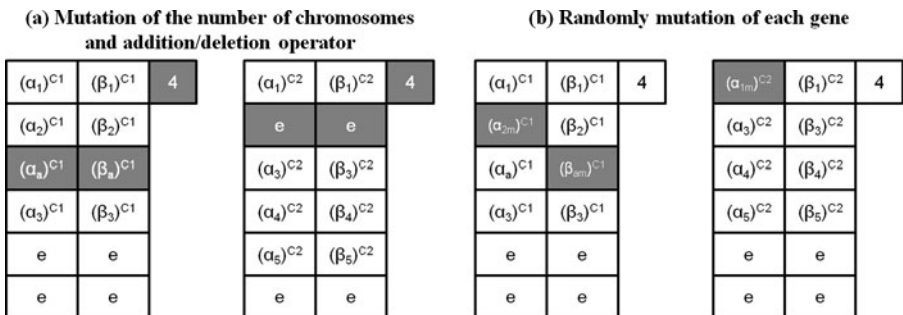 (a) Mutation of the number of chromosomes (b) Randomly mutation of each gene
and addition/deletion operator
(α₁)ᶜ¹ (β₁)ᶜ¹ 4 (α₁)ᶜ² (β₁)ᶜ² 4 (α₁)ᶜ¹ (β₁)ᶜ¹ (α₁ₘ)ᶜ² (β₁)ᶜ² 4
(α₂)ᶜ¹ (β₂)ᶜ¹ e e (α₂ₘ)ᶜ¹ (β₂)ᶜ¹ (α₃)ᶜ² (β₃)ᶜ²
(αₐ)ᶜ¹ (βₐ)ᶜ¹ (α₃)ᶜ² (β₃)ᶜ² (αₐ)ᶜ¹ (βₐₘ)ᶜ¹ (α₄)ᶜ² (β₄)ᶜ²
(α₃)ᶜ¹ (β₃)ᶜ¹ (α₄)ᶜ² (β₄)ᶜ² (α₃)ᶜ¹ (β₃)ᶜ¹ (α₅)ᶜ² (β₅)ᶜ²
e e (α₅)ᶜ² (β₅)ᶜ² e e e e
e e e e e e e e